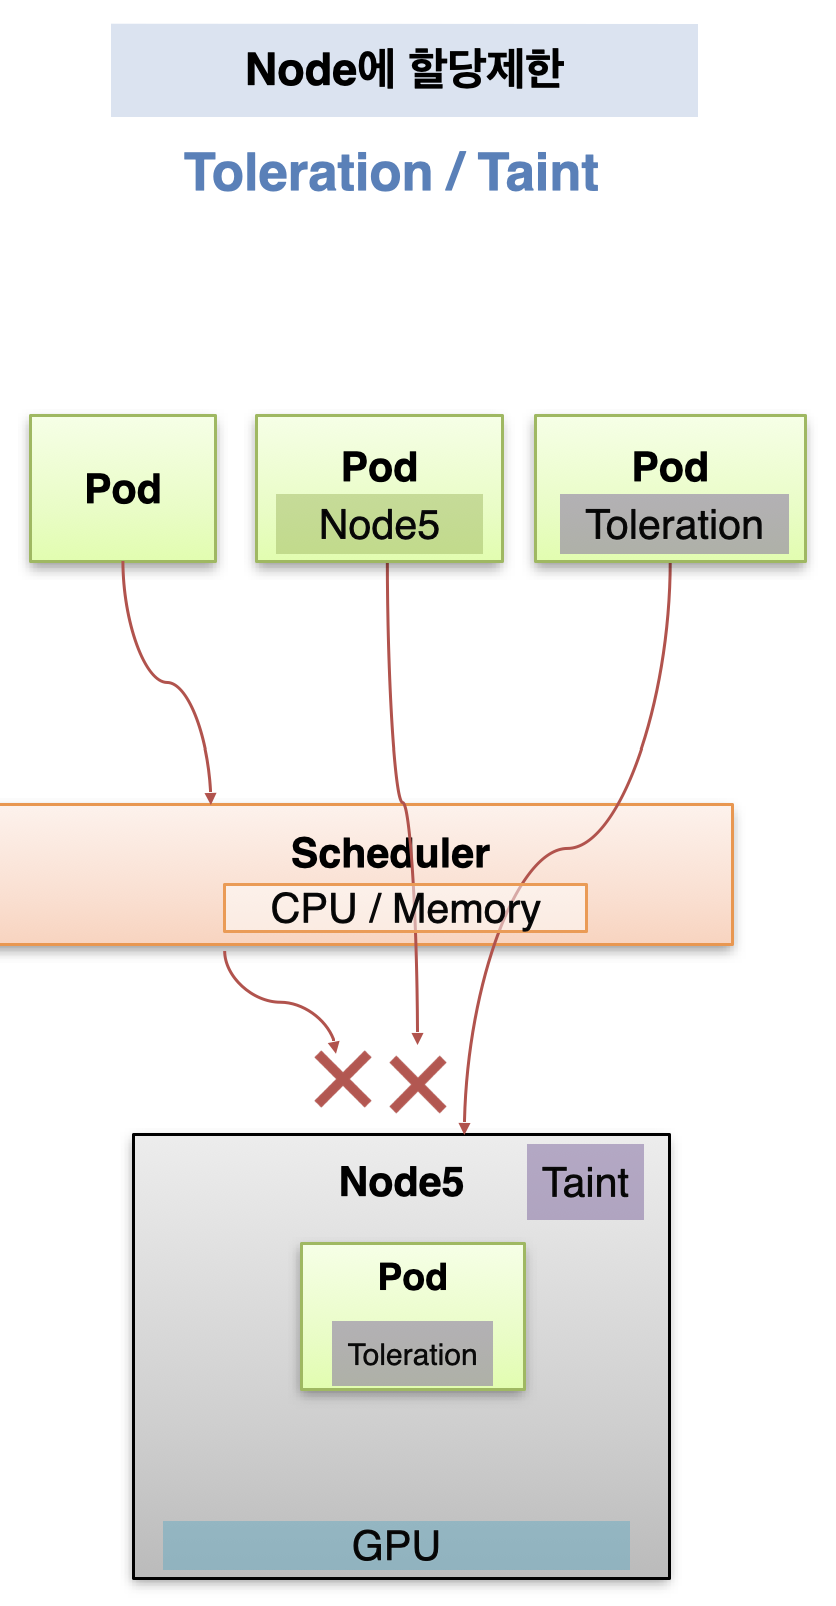 Node에 할당제한
Toleration / Taint
Pod
Pod
Node5
Pod
Toleration
Scheduler
CPU / Memory
Node5
Taint
Pod
Toleration
GPU